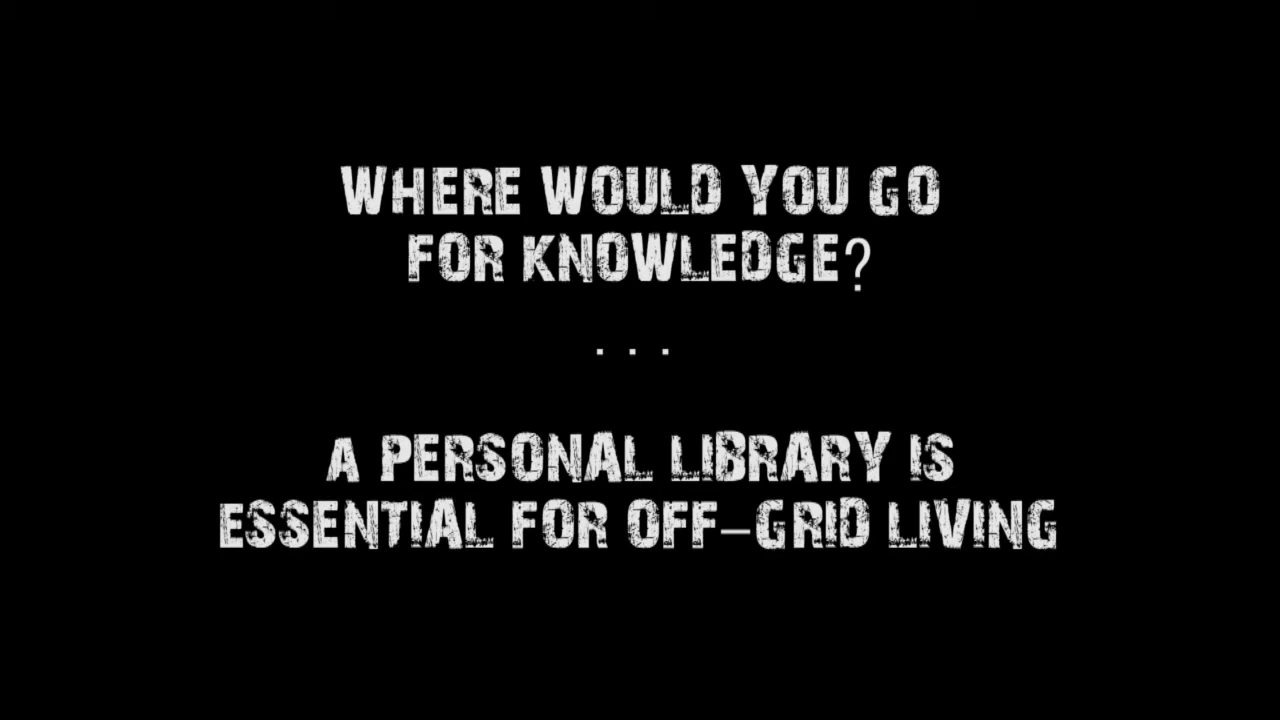 WHERE WOULD YOU GO
FOR KNOWLEDGE?
...
A PERSONAL LIBRARY IS
ESSENTIAL FOR OFF-GRID LIVING